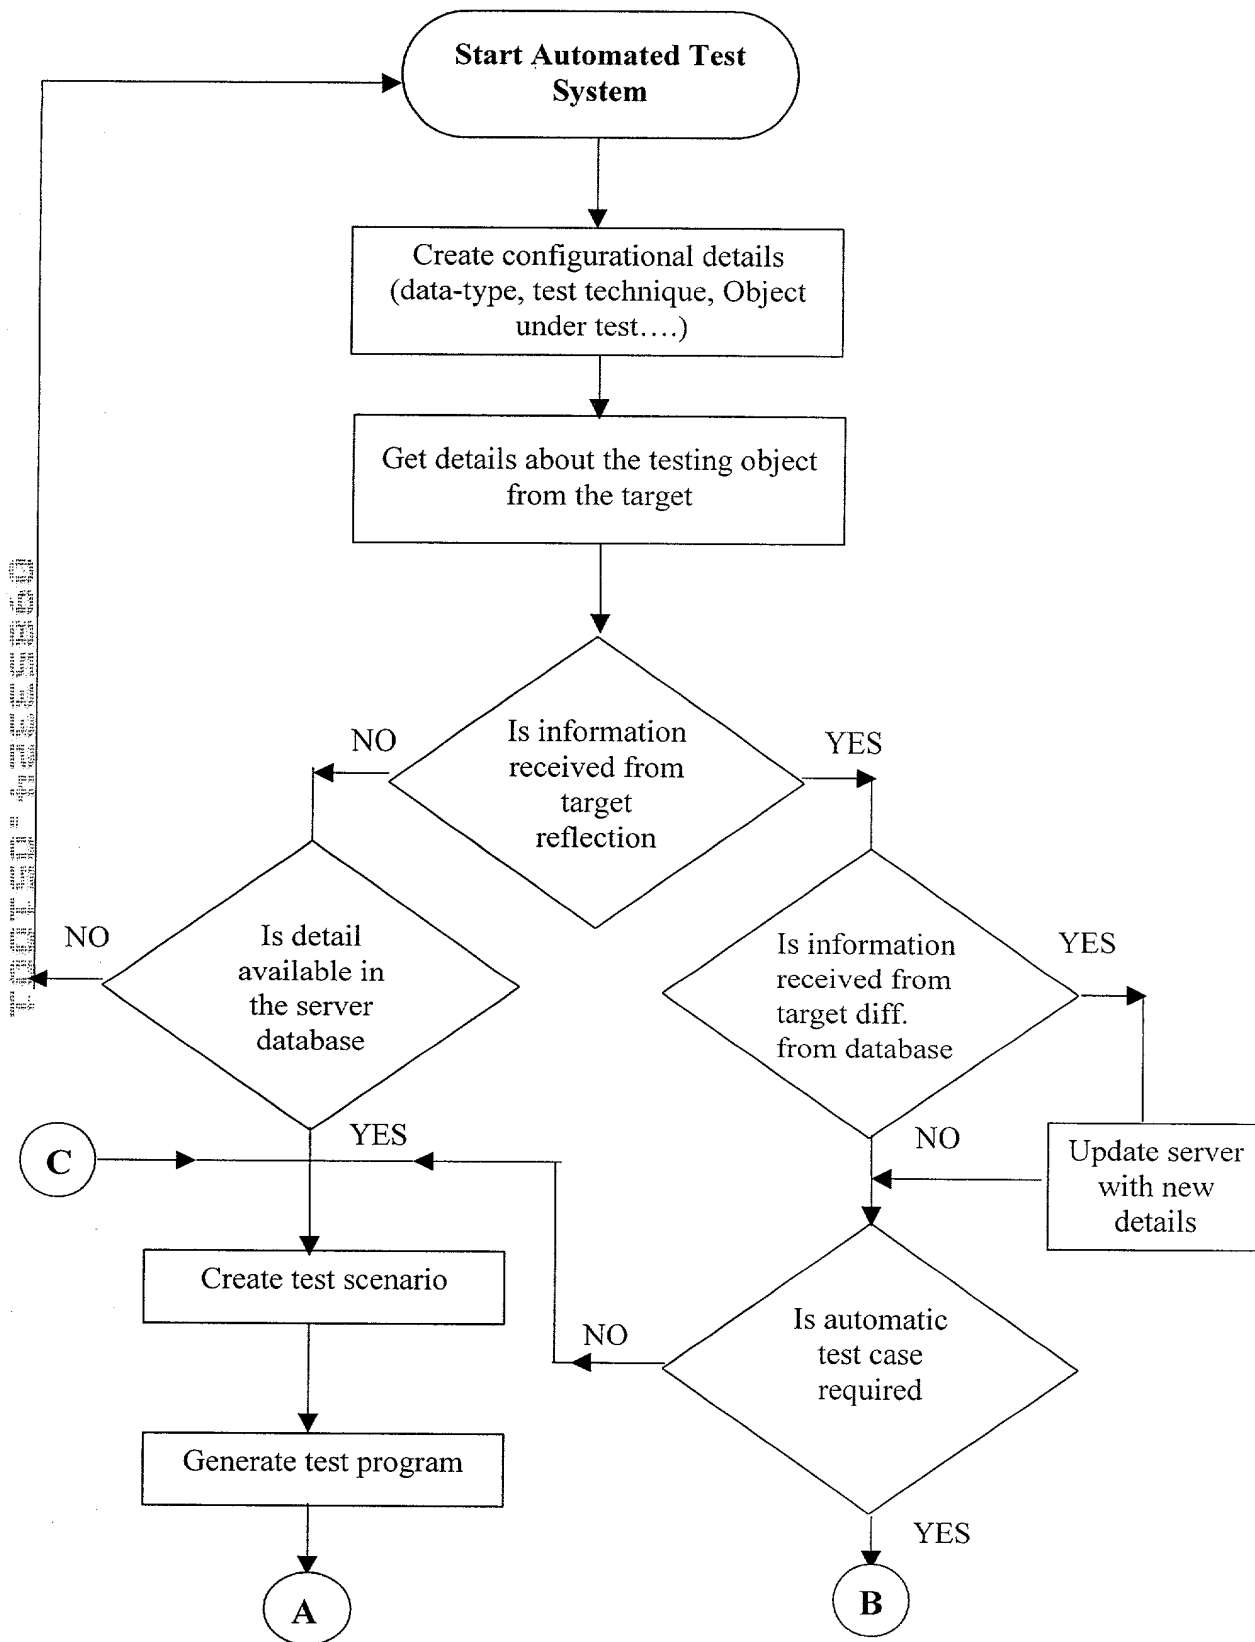 Start Automated Test
System
Create configurational details
(data-type, test technique, Object
under test....)
Get details about the testing object
from the target
NO
Is information
received from
target
reflection
YES
NO
Is detail
available in
the server
database
Is information
received from
target diff.
from database
YES
C
YES
NO
Update server
with new
details
Create test scenario
NO
Is automatic
test case
required
Generate test program
YES
A
B